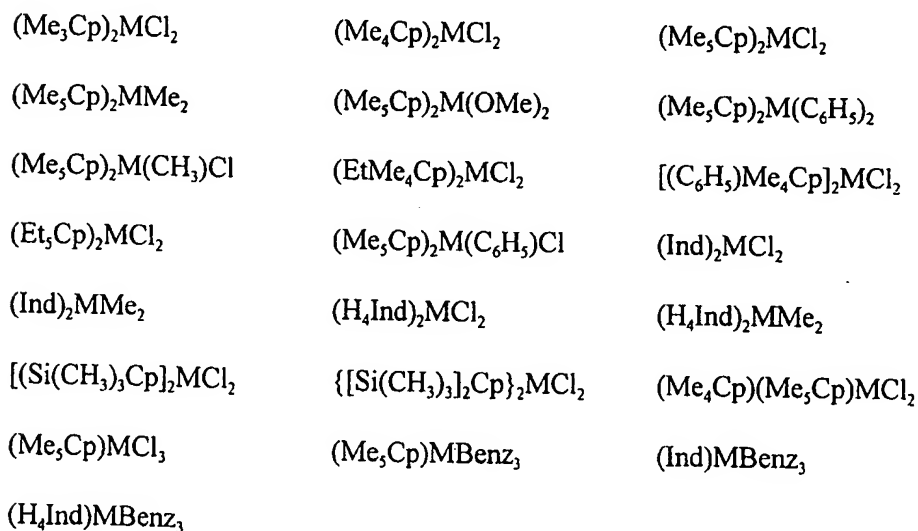 (Me₃Cp)₂MCl₂ (Me₄Cp)₂MCl₂ (Me₅Cp)₂MCl₂
(Me₅Cp)₂MMe₂ (Me₅Cp)₂M(OMe)₂ (Me₅Cp)₂M(C₆H₅)₂
(Me₅Cp)₂M(CH₃)Cl (EtMe₄Cp)₂MCl₂ [(C₆H₅)Me₄Cp]₂MCl₂
(Et₅Cp)₂MCl₂ (Me₅Cp)₂M(C₆H₅)Cl (Ind)₂MCl₂
(Ind)₂MMe₂ (H₄Ind)₂MCl₂ (H₄Ind)₂MMe₂
[(Si(CH₃)₃Cp]₂MCl₂ {[Si(CH₃)₃]₂Cp}₂MCl₂ (Me₄Cp)(Me₅Cp)MCl₂
(Me₅Cp)MCl₃ (Me₅Cp)MBenz₃ (Ind)MBenz₃
(H₄Ind)MBenz₃